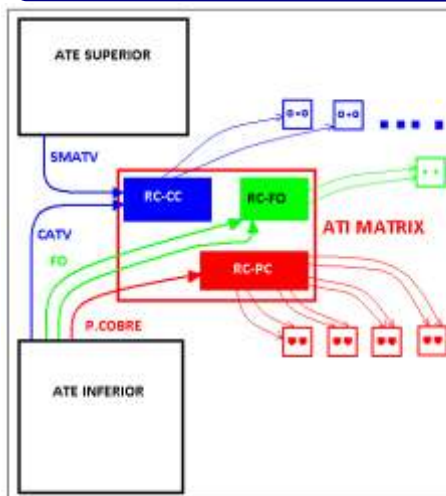 ATE SUPERIOR
SMATV
RC-CC
RC-FO
CATV
ATI MATRIX
FO
RC-PC
P.COBRE
ATE INFERIOR